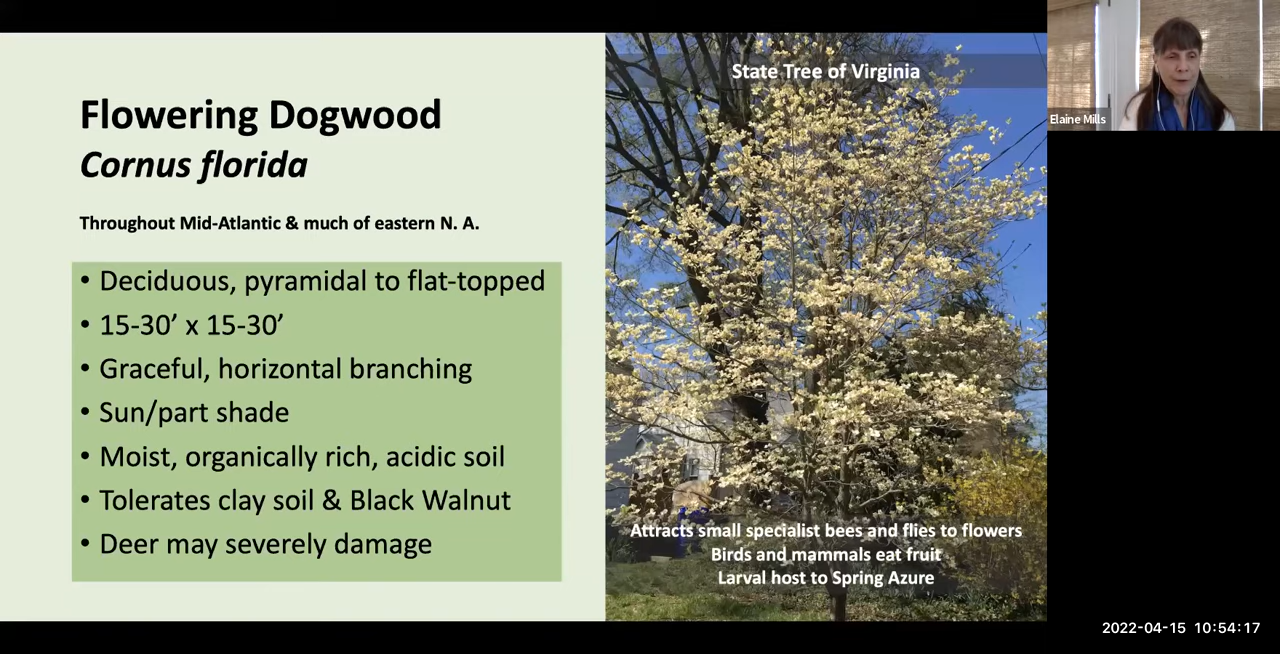 Flowering Dogwood
Cornus florida
Throughout Mid-Atlantic & much of eastern N. A.
• Deciduous, pyramidal to flat-topped
• 15-30’ x 15-30’
• Graceful, horizontal branching
• Sun/part shade
• Moist, organically rich, acidic soil
• Tolerates clay soil & Black Walnut
• Deer may severely damage
State Tree of Virginia
Attracts small specialist bees and flies to flowers
Birds and mammals eat fruit
Larval host to Spring Azure
Elaine Mills
2022-04-15 10:54:17